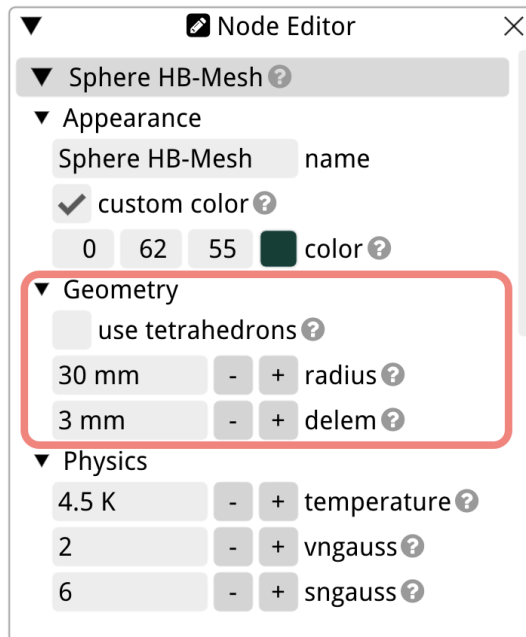 Node Editor
Sphere HB-Mesh
Appearance
Sphere HB-Mesh name
custom color
0 62 55 color
Geometry
use tetrahedrons
30 mm - + radius
3 mm - + delem
Physics
4.5 K - + temperature
2 - + vngauss
6 - + sngauss